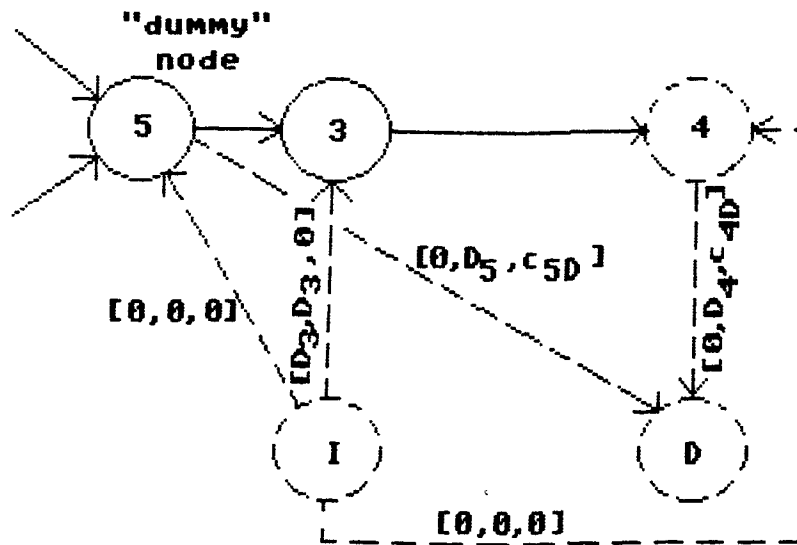 "dummy"
node
5
3
4
[0,0,0]
[D3,D3,0]
[0,D5,c5D]
[0,D4,c4D]
I
D
[0,0,0]